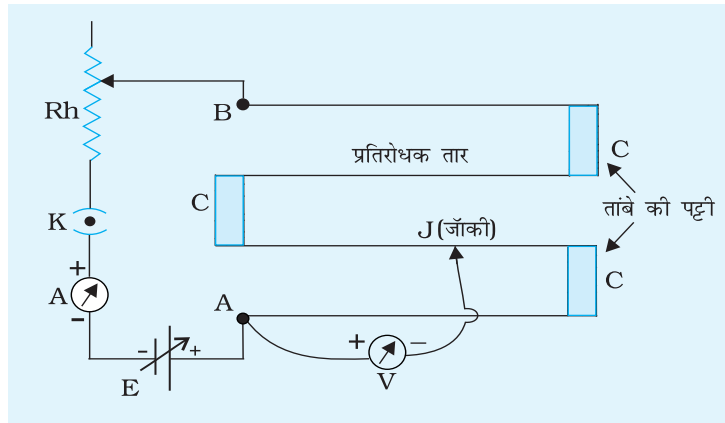 Rh
B
C
प्रतिरोधक तार
C
तांबे की पट्टी
K
J (जॉकी)
A
+
-
A
C
+
–
V
-
+
E